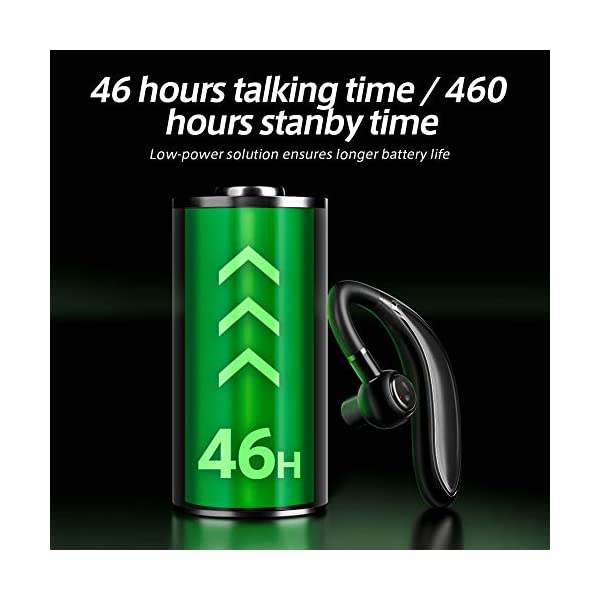 46 hours talking time / 460
hours stanby time
Low-power solution ensures longer battery life
46H